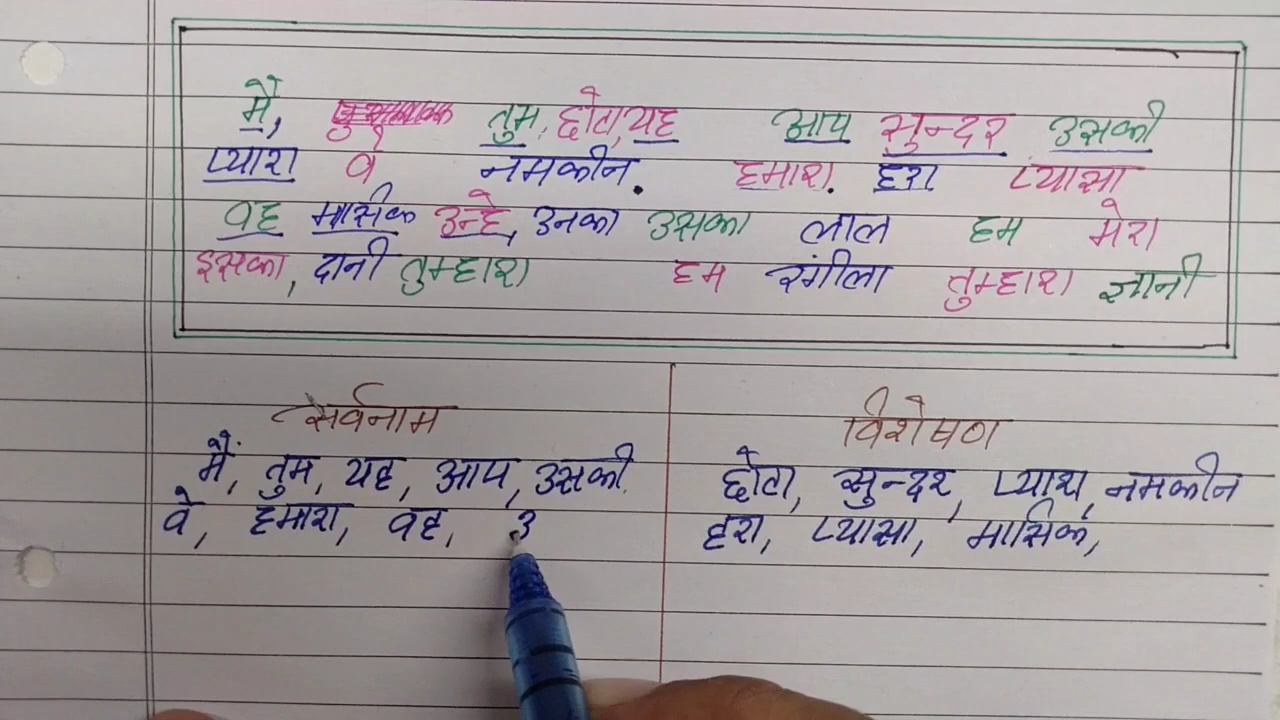 मै, तुम, छोटा, यह आप सुन्दर उसकी
प्यारा वे नमकीन. हमारा. हरा प्यासा
वह मासिक उन्हे, उनका उसका लाल हम मेरा
इसका, दानी तुम्हारा हम रंगीला तुम्हारा ज्ञानी
सर्वनाम विशेषण
मैं, तुम, यह, आप, उसकी. छोटा, सुन्दर, प्यारा, नमकीन
वे, हमारा, वह, उ हरा, प्यासा, मासिक,